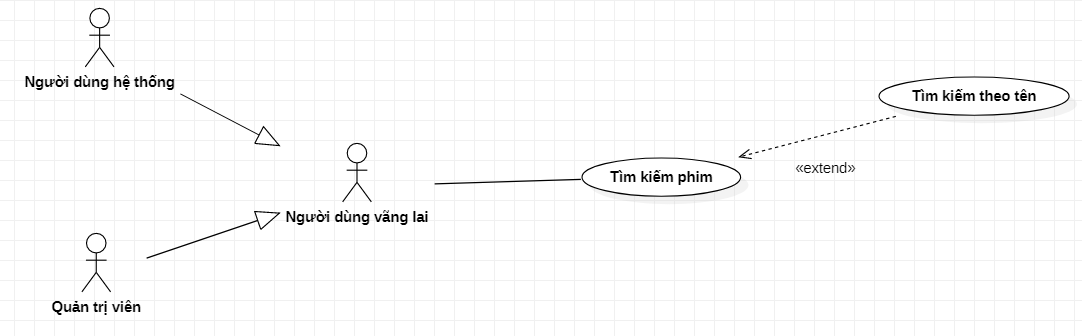 Người dùng hệ thống
Tìm kiếm theo tên
«extend»
Tìm kiếm phim
Người dùng vãng lai
Quản trị viên